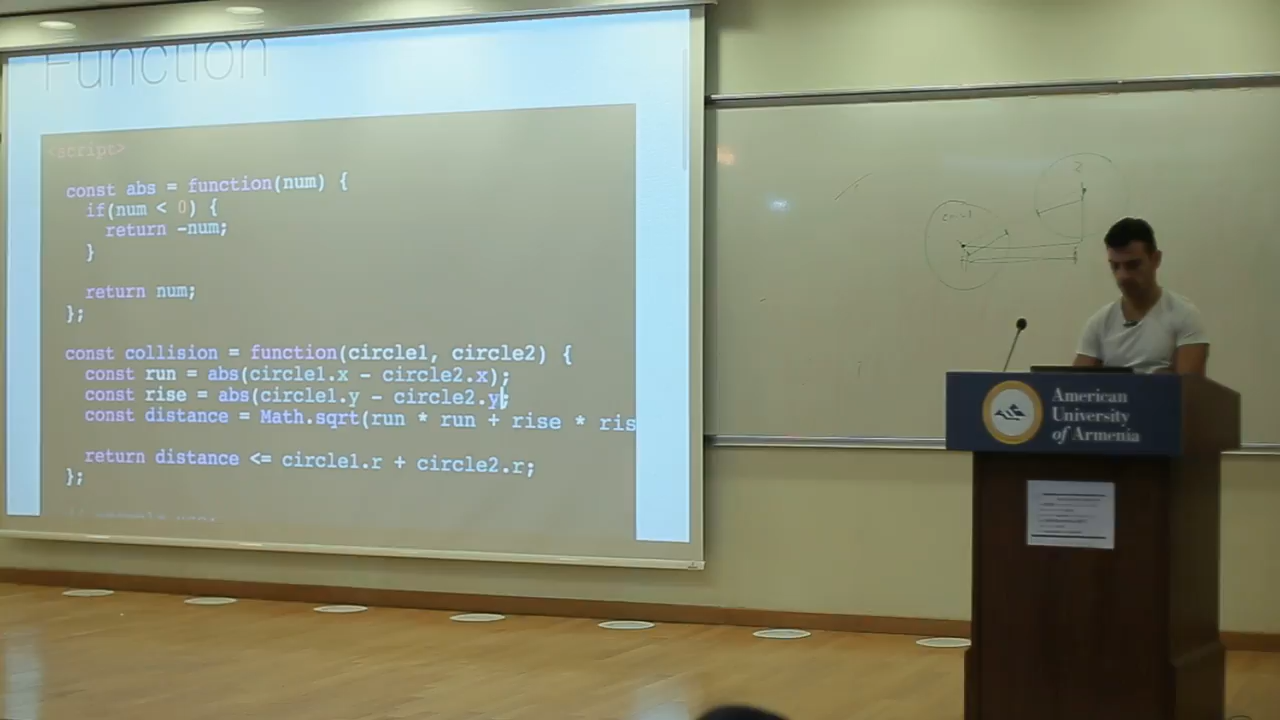 Function
<script>
const abs = function(num) {
if(num < 0) {
return -num;
}
return num;
};
const collision = function(circle1, circle2) {
const run = abs(circle1.x - circle2.x);
const rise = abs(circle1.y - circle2.y;
const distance = Math.sqrt(run * run + rise * ris
return distance <= circle1.r + circle2.r;
};
2
American
University
of Armenia